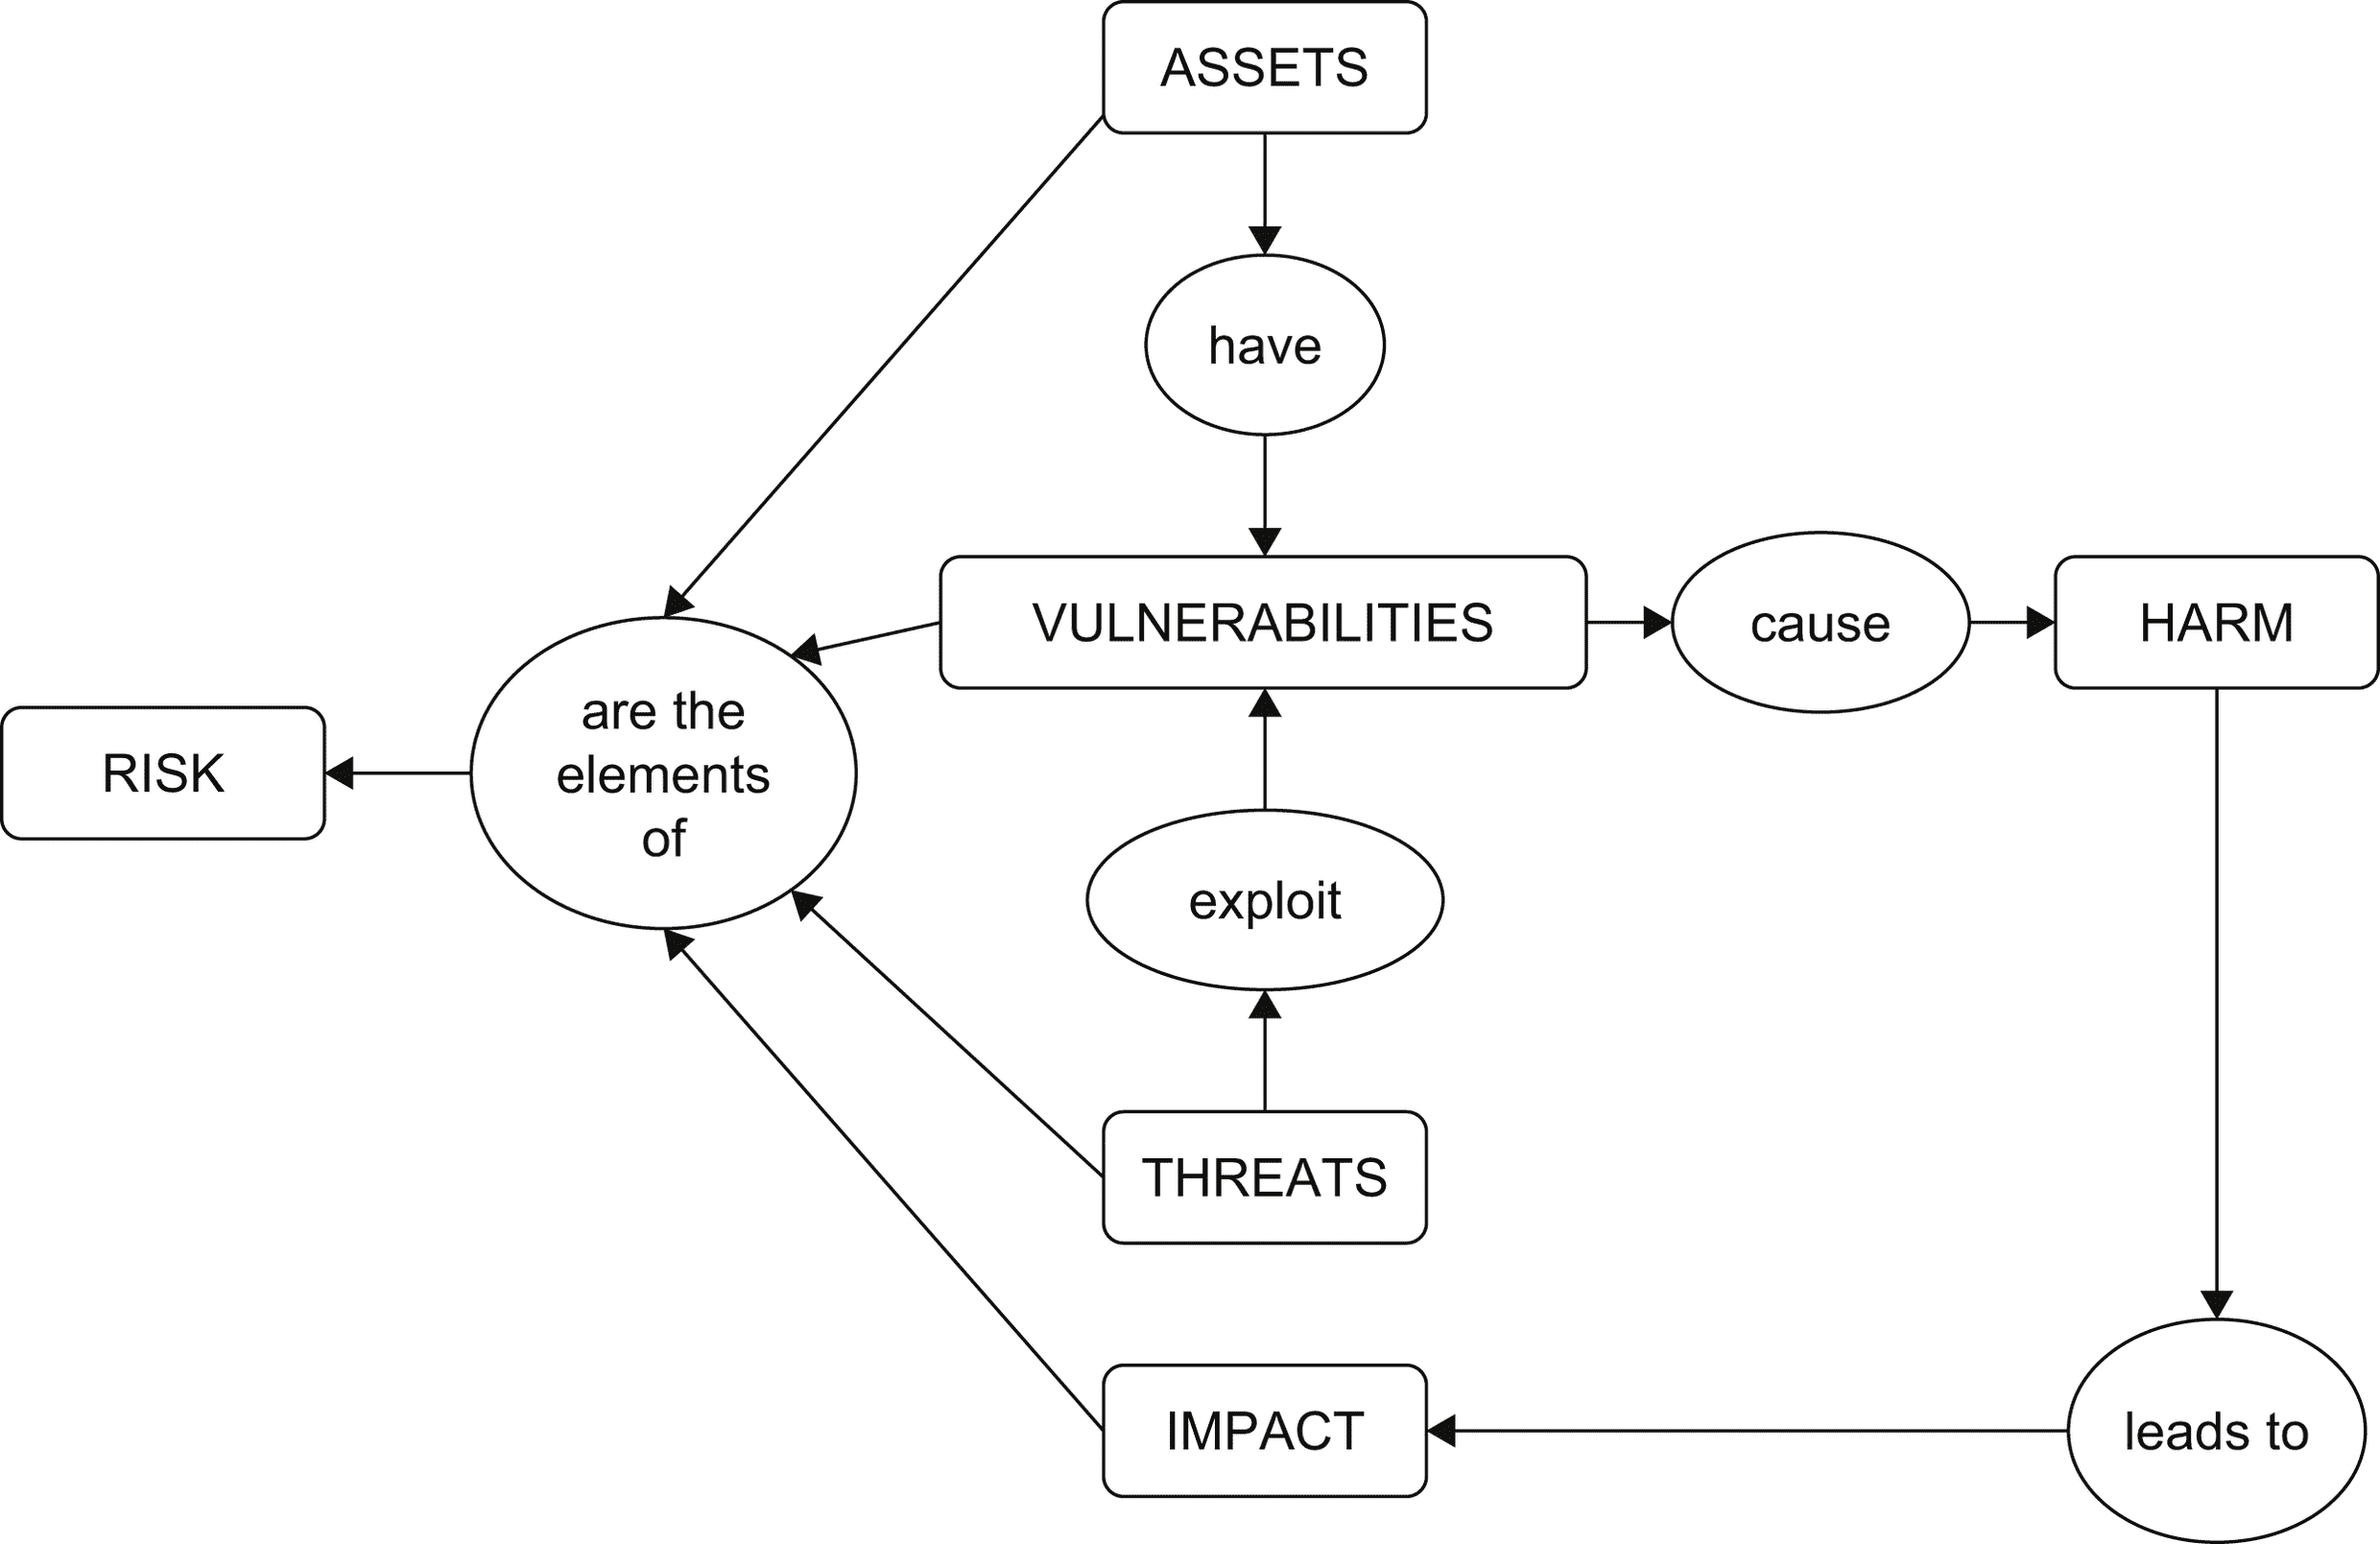 ASSETS
have
VULNERABILITIES
cause
HARM
are the
elements
of
RISK
exploit
THREATS
IMPACT
leads to